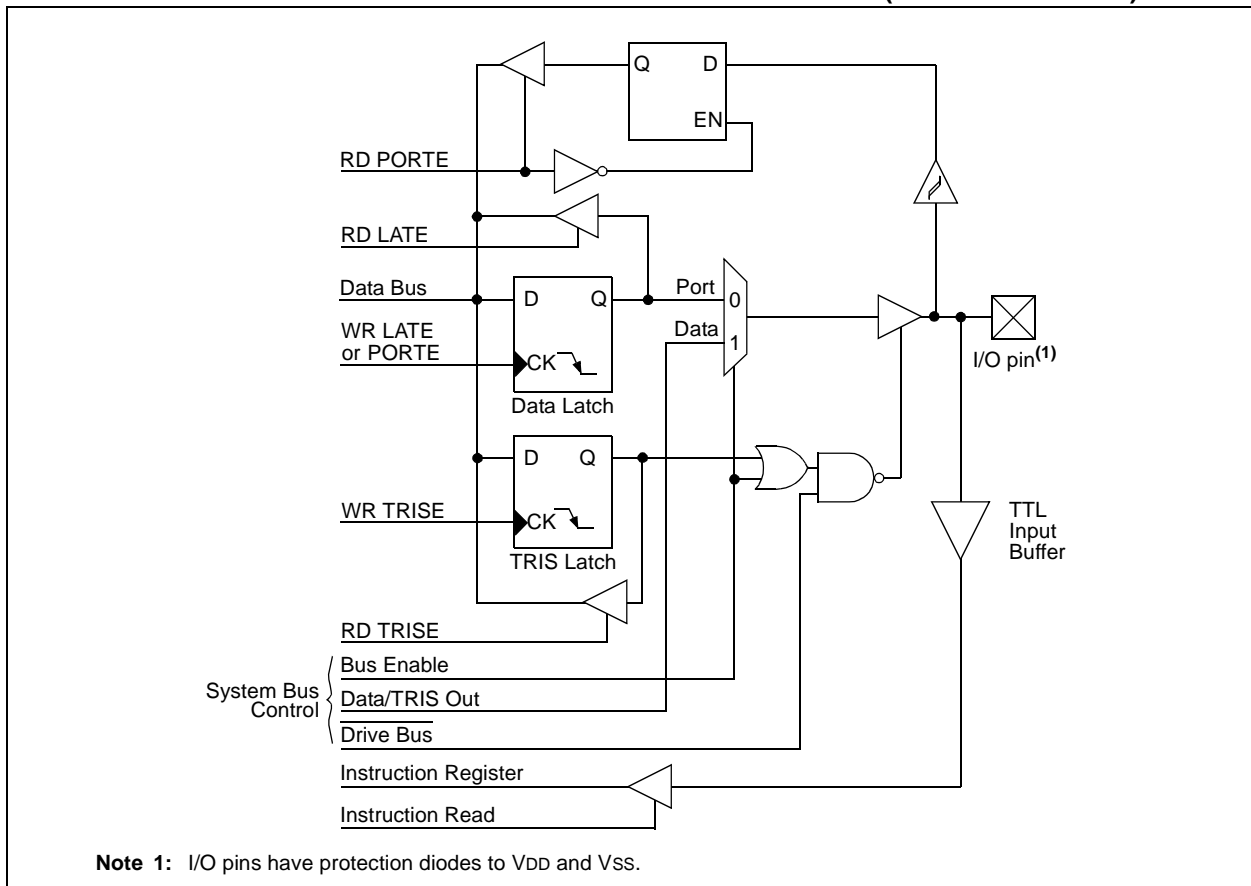 Q D
EN
RD PORTE
RD LATE
Data Bus
D Q
Port
0
Data
1
WR LATE
or PORTE
CK
Data Latch
I/O pin(1)
D Q
WR TRISE
CK
TRIS Latch
TTL
Input
Buffer
RD TRISE
System Bus
Control
Bus Enable
Data/TRIS Out
Drive Bus
Instruction Register
Instruction Read
Note 1: I/O pins have protection diodes to VDD and VSS.